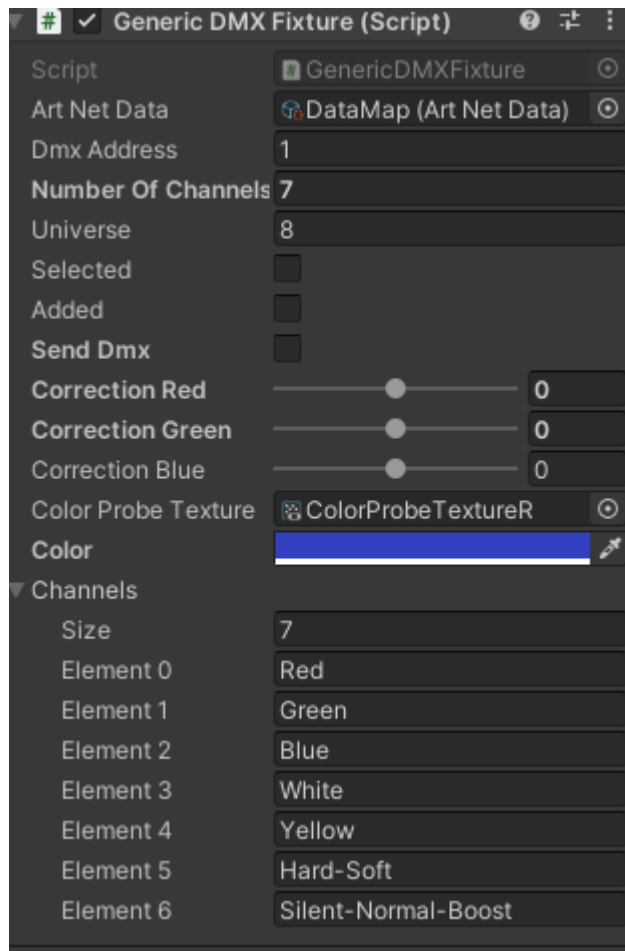 Generic DMX Fixture (Script)
Script GenericDMXFixture
Art Net Data DataMap (Art Net Data)
Dmx Address 1
Number Of Channels 7
Universe 8
Selected
Added
Send Dmx
Correction Red 0
Correction Green 0
Correction Blue 0
Color Probe Texture ColorProbeTextureR
Color
Channels
Size 7
Element 0 Red
Element 1 Green
Element 2 Blue
Element 3 White
Element 4 Yellow
Element 5 Hard-Soft
Element 6 Silent-Normal-Boost